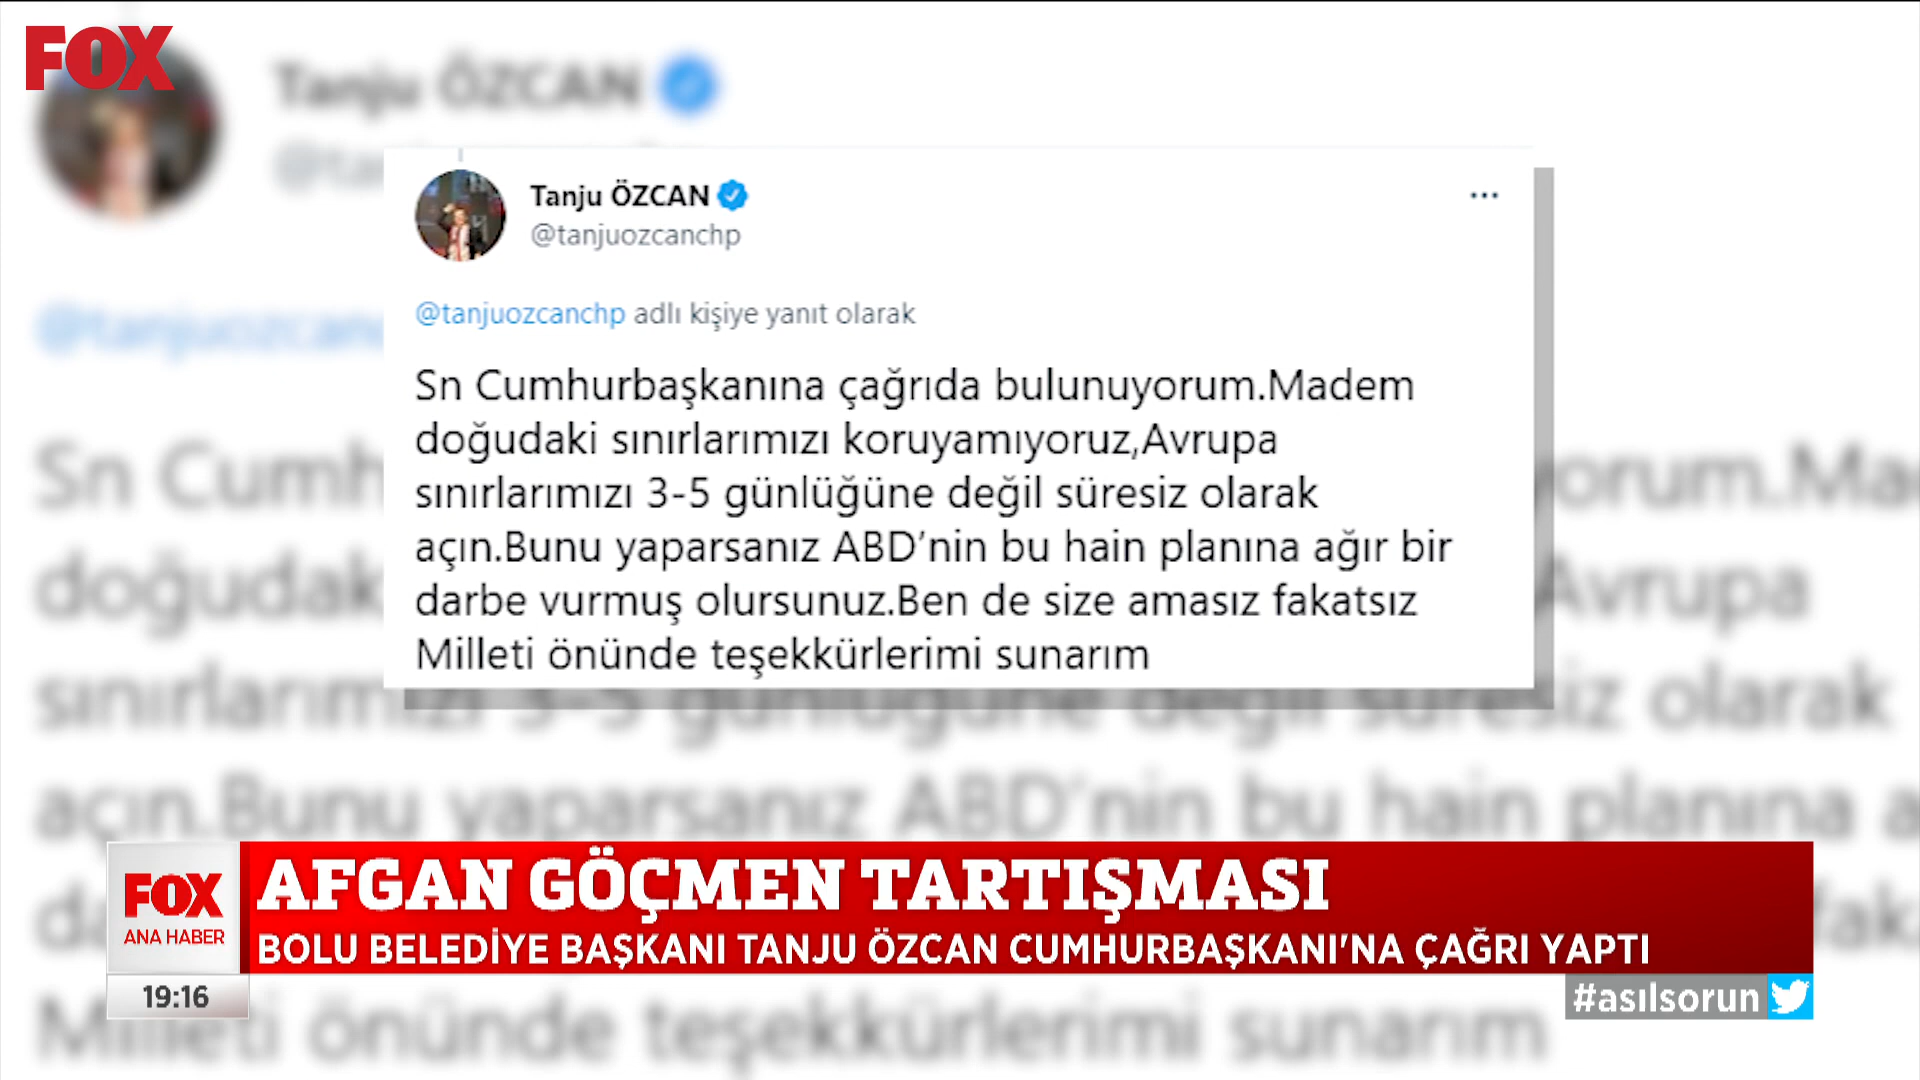 FOX
Tanju ÖZCAN
Tanju ÖZCAN
@tanjuozcanchp
@tanjuozcanchp adlı kişiye yanıt olarak
Sn Cumhurbaşkanına çağrıda bulunuyorum.Madem
doğudaki sınırlarımızı koruyamıyoruz,Avrupa
sınırlarımızı 3-5 günlüğüne değil süresiz olarak
açın.Bunu yaparsanız ABD'nin bu hain planına ağır bir
darbe vurmuş olursunuz.Ben de size amasız fakatsız
Milleti önünde teşekkürlerimi sunarım
FOX
ANA HABER
AFGAN GÖÇMEN TARTIŞMASI
BOLU BELEDİYE BAŞKANI TANJU ÖZCAN CUMHURBAŞKANI'NA ÇAĞRI YAPTI
19:16
#asılsorun